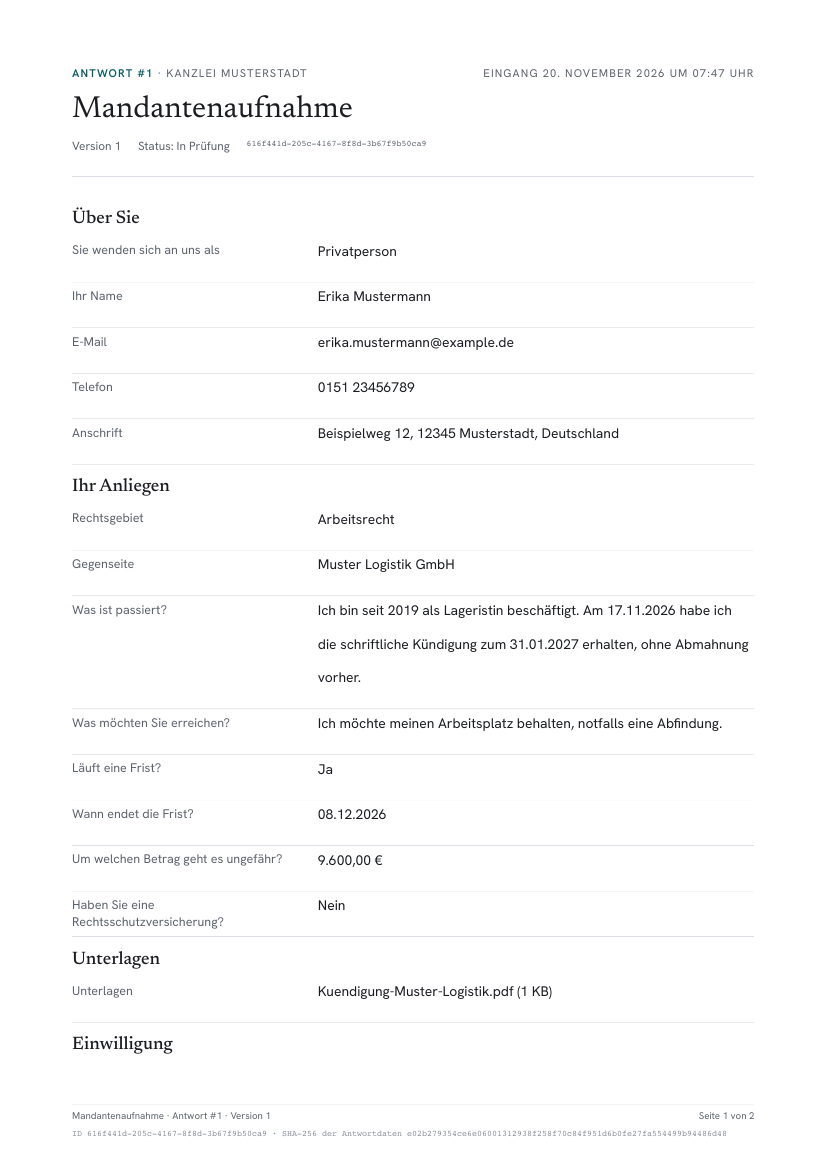 ANTWORT #1 · KANZLEI MUSTERSTADT
EINGANG 20. NOVEMBER 2026 UM 07:47 UHR
Mandantenaufnahme
Version 1 Status: In Prüfung 616f441d-205c-4167-8f8d-3b67f9b50ca9
Über Sie
Sie wenden sich an uns als Privatperson
Ihr Name Erika Mustermann
E-Mail erika.mustermann@example.de
Telefon 0151 23456789
Anschrift Beispielweg 12, 12345 Musterstadt, Deutschland
Ihr Anliegen
Rechtsgebiet Arbeitsrecht
Gegenseite Muster Logistik GmbH
Was ist passiert? Ich bin seit 2019 als Lageristin beschäftigt. Am 17.11.2026 habe ich
die schriftliche Kündigung zum 31.01.2027 erhalten, ohne Abmahnung
vorher.
Was möchten Sie erreichen? Ich möchte meinen Arbeitsplatz behalten, notfalls eine Abfindung.
Läuft eine Frist? Ja
Wann endet die Frist? 08.12.2026
Um welchen Betrag geht es ungefähr? 9.600,00 €
Haben Sie eine Nein
Rechtsschutzversicherung?
Unterlagen
Unterlagen Kuendigung-Muster-Logistik.pdf (1 KB)
Einwilligung
Mandantenaufnahme · Antwort #1 · Version 1 Seite 1 von 2
ID 616f441d-205c-4167-8f8d-3b67f9b50ca9 · SHA-256 der Antwortdaten e02b279354ce6e06001312938f258f70c84f951d6b0fe27fa554499b94486d48